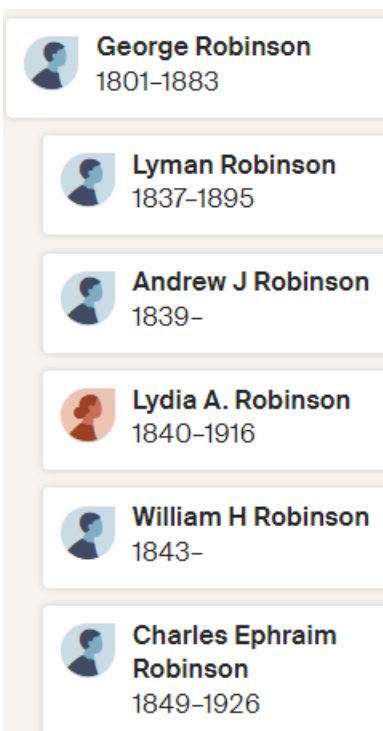 George Robinson
1801–1883
Lyman Robinson
1837–1895
Andrew J Robinson
1839–
Lydia A. Robinson
1840–1916
William H Robinson
1843–
Charles Ephraim
Robinson
1849–1926